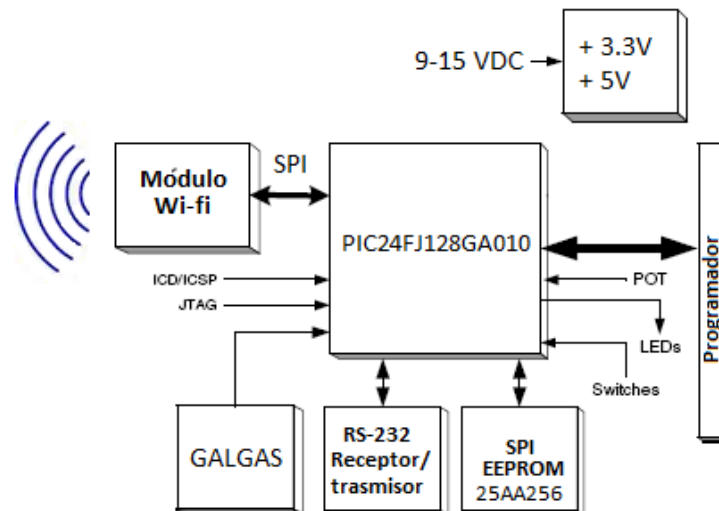 9-15 VDC
+ 3.3V
+ 5V
Módulo
Wi-fi
SPI
PIC24FJ128GA010
Programador
ICD/ICSP
JTAG
POT
LEDs
Switches
GALGAS
RS-232
Receptor/
trasmisor
SPI
EEPROM
25AA256